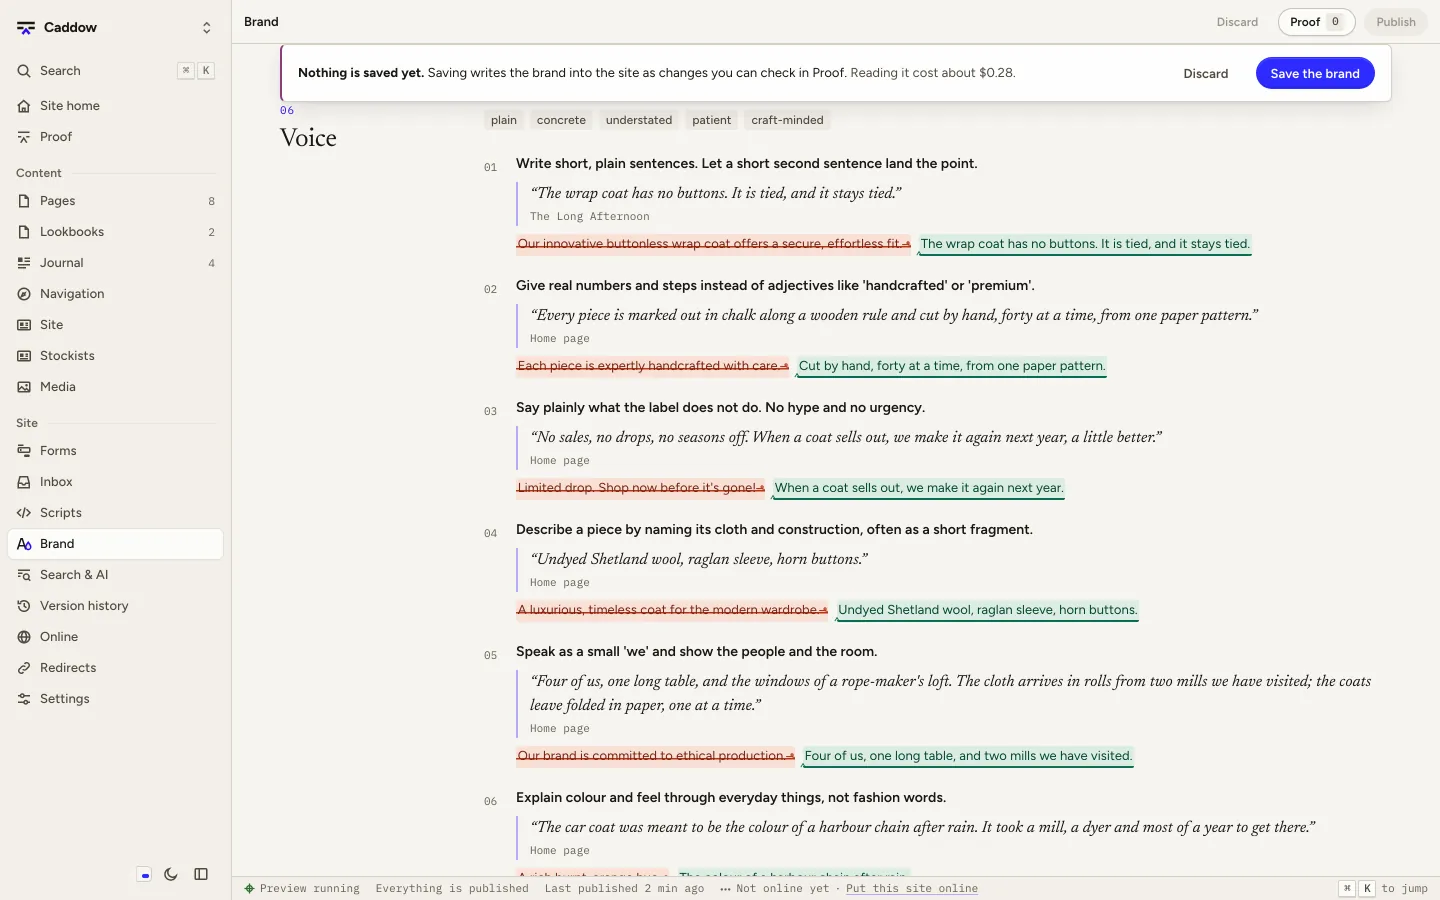 Caddow
Search
⌘ K
Site home
Proof
Content
Pages 8
Lookbooks 2
Journal 4
Navigation
Site
Stockists
Media
Site
Forms
Inbox
Scripts
Brand
Search & AI
Version history
Online
Redirects
Settings
Brand
Discard
Proof 0
Publish
Nothing is saved yet. Saving writes the brand into the site as changes you can check in Proof. Reading it cost about $0.28.
Discard
Save the brand
06
Voice
plain concrete understated patient craft-minded
01 Write short, plain sentences. Let a short second sentence land the point.
“The wrap coat has no buttons. It is tied, and it stays tied.”
The Long Afternoon
Our innovative buttonless wrap coat offers a secure, effortless fit. The wrap coat has no buttons. It is tied, and it stays tied.
02 Give real numbers and steps instead of adjectives like 'handcrafted' or 'premium'.
“Every piece is marked out in chalk along a wooden rule and cut by hand, forty at a time, from one paper pattern.”
Home page
Each piece is expertly handcrafted with care. Cut by hand, forty at a time, from one paper pattern.
03 Say plainly what the label does not do. No hype and no urgency.
“No sales, no drops, no seasons off. When a coat sells out, we make it again next year, a little better.”
Home page
Limited drop. Shop now before it's gone! When a coat sells out, we make it again next year.
04 Describe a piece by naming its cloth and construction, often as a short fragment.
“Undyed Shetland wool, raglan sleeve, horn buttons.”
Home page
A luxurious, timeless coat for the modern wardrobe. Undyed Shetland wool, raglan sleeve, horn buttons.
05 Speak as a small 'we' and show the people and the room.
“Four of us, one long table, and the windows of a rope-maker's loft. The cloth arrives in rolls from two mills we have visited; the coats
leave folded in paper, one at a time.”
Home page
Our brand is committed to ethical production. Four of us, one long table, and two mills we have visited.
06 Explain colour and feel through everyday things, not fashion words.
“The car coat was meant to be the colour of a harbour chain after rain. It took a mill, a dyer and most of a year to get there.”
Home page
A rich burnt-orange hue. The colour of a harbour chain after rain.
Preview running Everything is published Last published 2 min ago Not online yet · Put this site online
⌘ K to jump